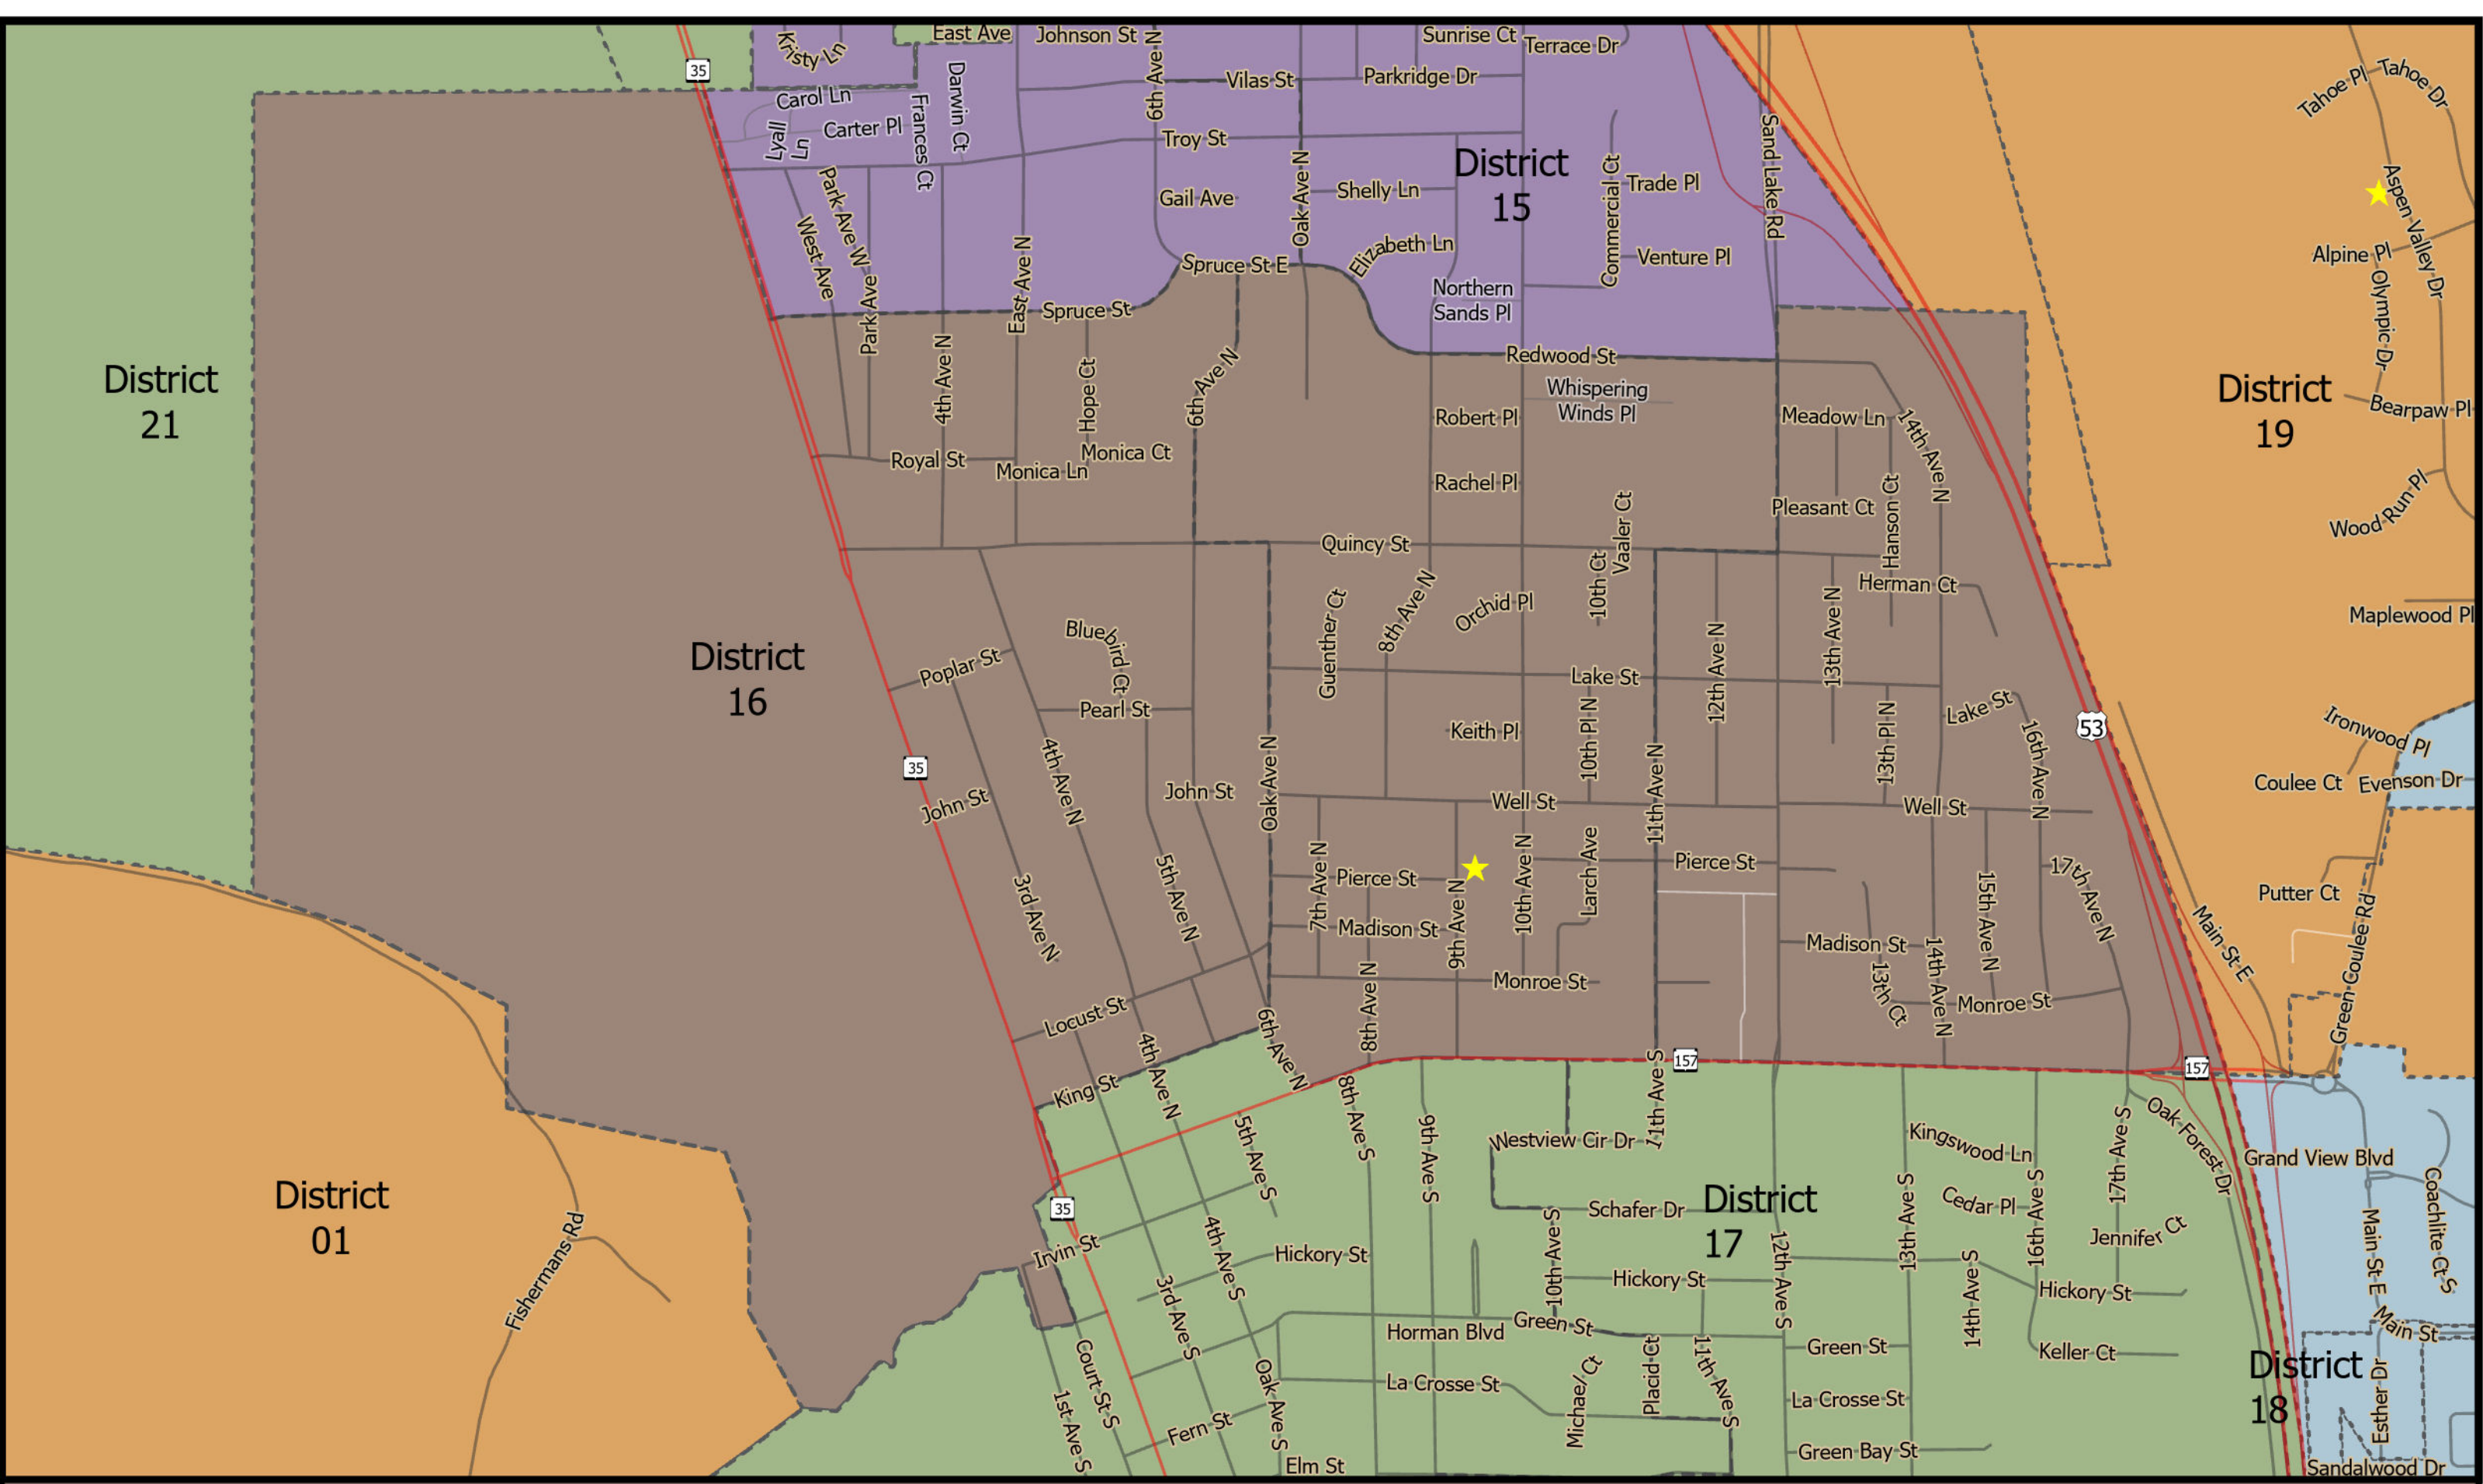 East Ave
Johnson St
6th Ave N
Sunrise Ct
Terrace Dr
Kristy Ln
35
Vilas St
Parkridge Dr
Tahoe Pl
Tahoe Dr
Carol Ln
Darwin Ct
Frances Ct
Carter Pl
Lyall
Ln
Troy St
Oak Ave N
District
15
Commercial Ct
Trade Pl
Sand Lake Rd
Gail Ave
Shelly Ln
Park Ave W
West Ave
Aspen Valley Dr
Elizabeth Ln
Venture Pl
Alpine Pl
East Ave N
Spruce St E
Northern
Sands Pl
Olympic Dr
Park Ave
Spruce St
4th Ave N
Hope Ct
6th Ave N
Redwood St
District
21
Whispering
Winds Pl
District
19
Robert Pl
Meadow Ln
14th Ave N
Bearpaw Pl
Royal St
Monica Ln
Monica Ct
Rachel Pl
Vaaler Ct
Pleasant Ct
Hanson Ct
Wood Run Pl
Quincy St
10th Ct
Herman Ct
Guenther Ct
8th Ave N
Orchid Pl
12th Ave N
13th Ave N
Maplewood Pl
District
16
Poplar St
Bluebird Ct
Lake St
Pearl St
Lake St
Keith Pl
10th Pl N
13th Pl N
16th Ave N
53
Ironwood Pl
35
4th Ave N
Oak Ave N
11th Ave N
Coulee Ct
Evenson Dr
John St
John St
Well St
Well St
3rd Ave N
5th Ave N
7th Ave N
Pierce St
9th Ave N
10th Ave N
Larch Ave
Pierce St
15th Ave N
17th Ave N
Putter Ct
Madison St
Madison St
Main St E
Green Coulee Rd
8th Ave N
Monroe St
13th Ct
14th Ave N
Monroe St
Locust St
4th Ave N
6th Ave N
157
157
King St
8th Ave S
9th Ave S
11th Ave S
Westview Cir Dr
Kingswood Ln
17th Ave S
Oak Forest Dr
Grand View Blvd
5th Ave S
District
01
35
Fishermans Rd
Irvin St
4th Ave S
Hickory St
10th Ave S
Schafer Dr
District
17
12th Ave S
13th Ave S
Cedar Pl
16th Ave S
Jennifer Ct
Main St E
Coachlite Ct S
3rd Ave S
Hickory St
14th Ave S
Hickory St
Horman Blvd
Green St
Green St
Keller Ct
Main St
Court St S
1st Ave S
Oak Ave S
La Crosse St
Michael Ct
Placid Ct
11th Ave S
La Crosse St
District
18
Esther Dr
Fern St
Elm St
Green Bay St
Sandalwood Dr